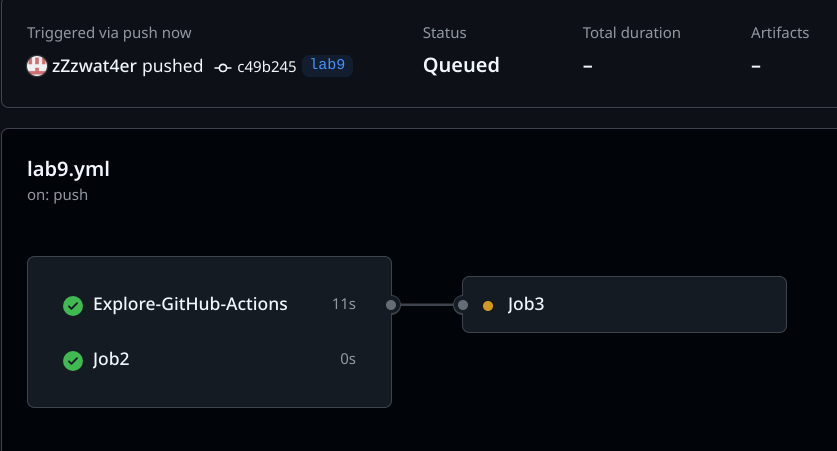 Triggered via push now
zZzwat4er pushed c49b245 lab9
Status
Queued
Total duration
–
Artifacts
–
lab9.yml
on: push
Explore-GitHub-Actions 11s
Job2 0s
Job3